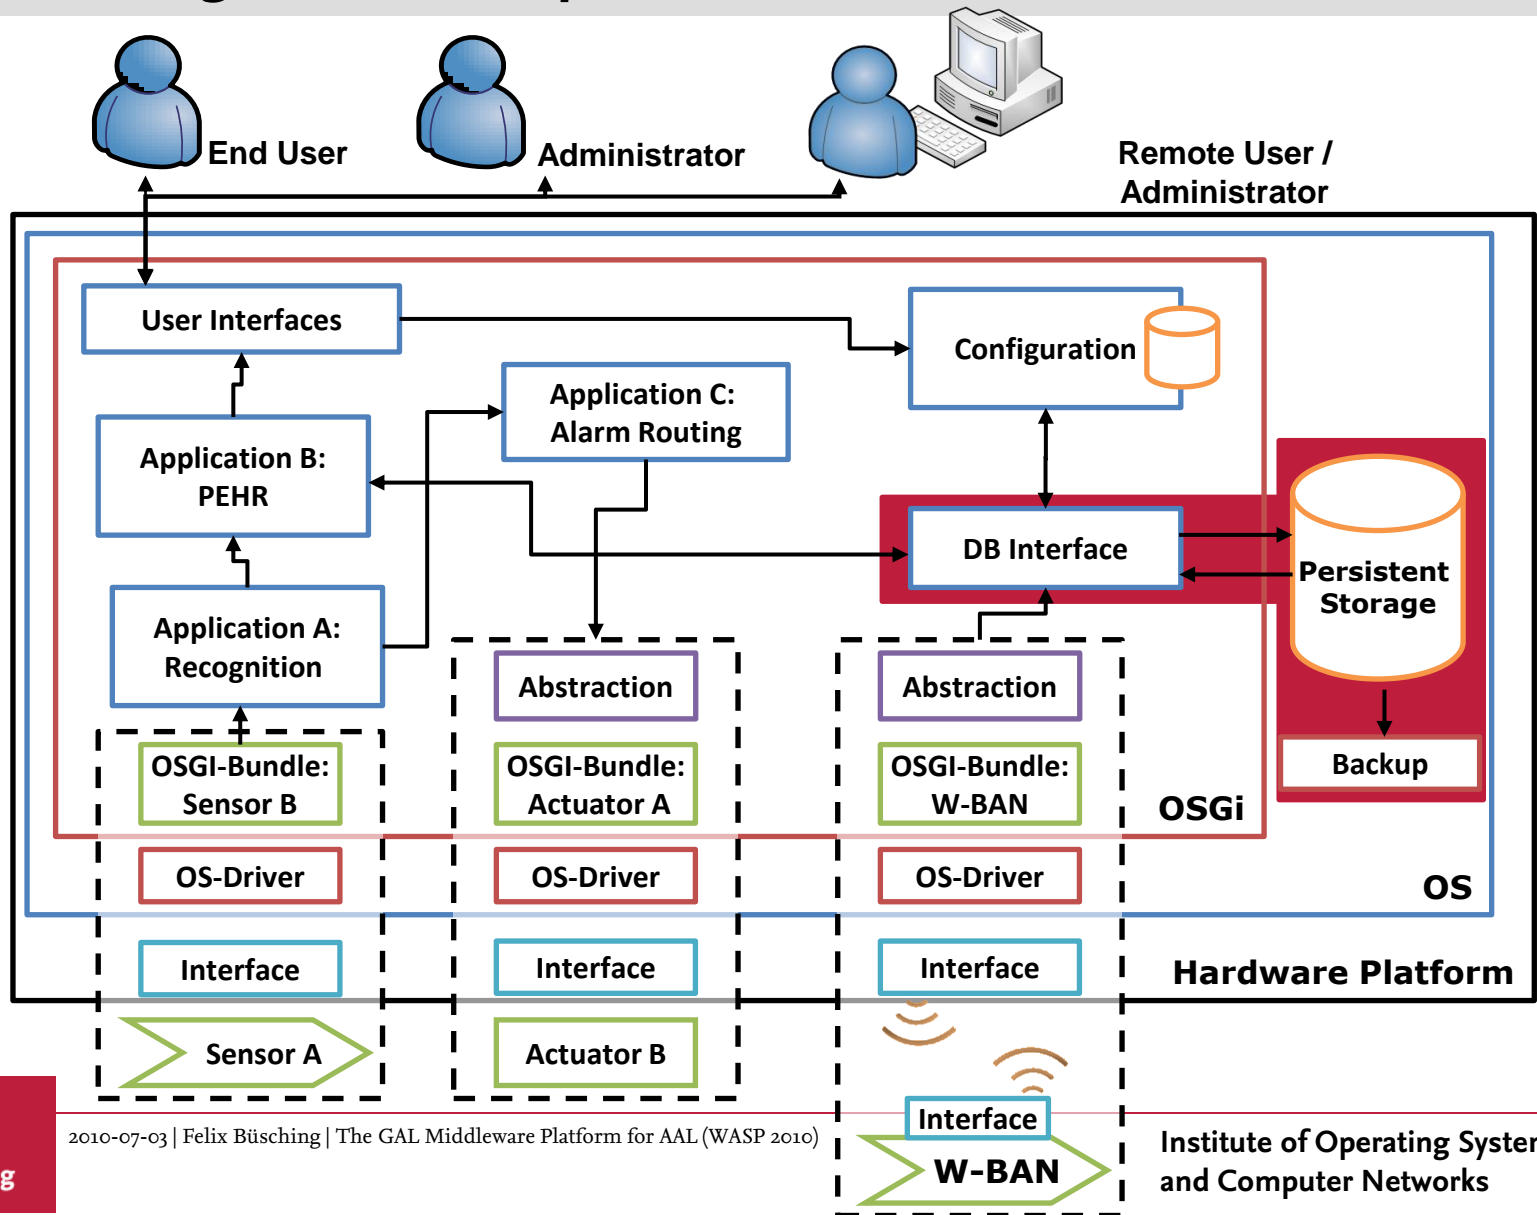 End User
Administrator
Remote User /
Administrator
User Interfaces
Configuration
Application C:
Alarm Routing
Application B:
PEHR
DB Interface
Persistent
Storage
Application A:
Recognition
Abstraction
Abstraction
OSGI-Bundle:
Sensor B
OSGI-Bundle:
Actuator A
OSGI-Bundle:
W-BAN
Backup
OSGi
OS-Driver
OS-Driver
OS-Driver
OS
Interface
Interface
Interface
Hardware Platform
Sensor A
Actuator B
Interface
W-BAN
2010-07-03 | Felix Büsching | The GAL Middleware Platform for AAL (WASP 2010)
Institute of Operating System
and Computer Networks
g